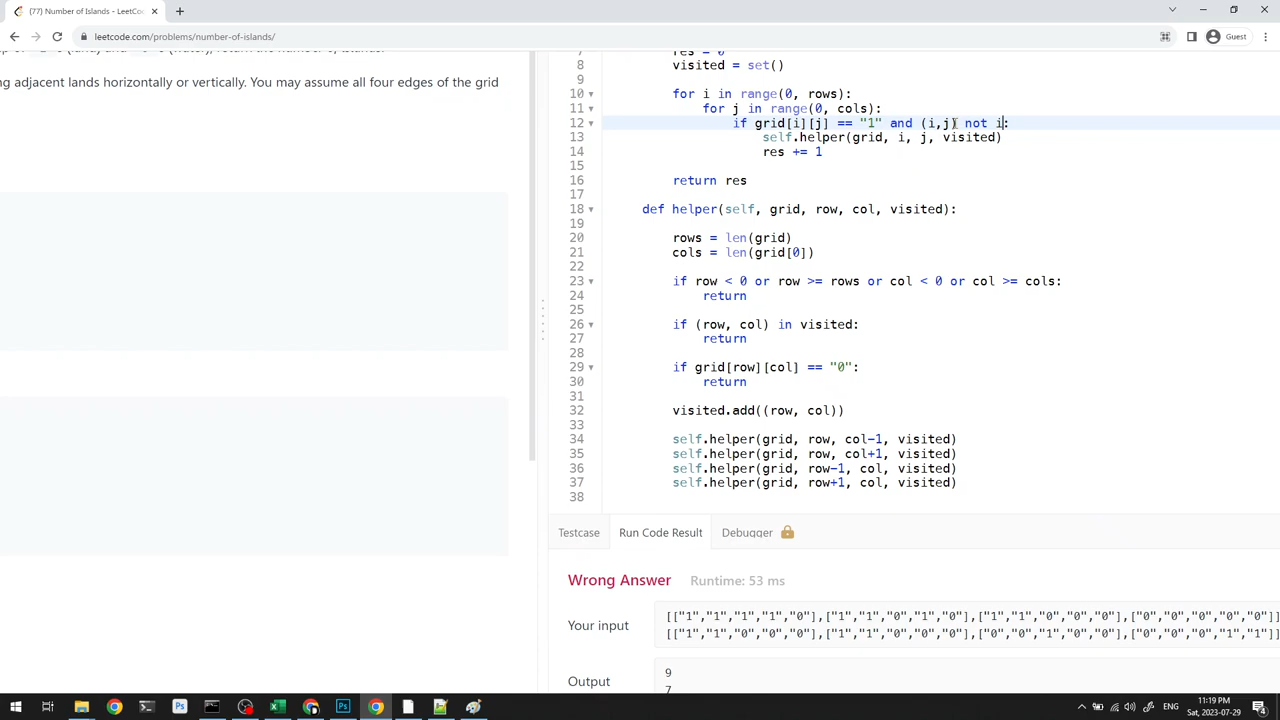 (77) Number of Islands - LeetCo
leetcode.com/problems/number-of-islands/
Guest
ng adjacent lands horizontally or vertically. You may assume all four edges of the grid
7 res = 0
8 visited = set()
9
10 for i in range(0, rows):
11 for j in range(0, cols):
12 if grid[i][j] == "1" and (i,j) not i:
13 self.helper(grid, i, j, visited)
14 res += 1
15
16 return res
17
18 def helper(self, grid, row, col, visited):
19
20 rows = len(grid)
21 cols = len(grid[0])
22
23 if row < 0 or row >= rows or col < 0 or col >= cols:
24 return
25
26 if (row, col) in visited:
27 return
28
29 if grid[row][col] == "0":
30 return
31
32 visited.add((row, col))
33
34 self.helper(grid, row, col-1, visited)
35 self.helper(grid, row, col+1, visited)
36 self.helper(grid, row-1, col, visited)
37 self.helper(grid, row+1, col, visited)
38
Testcase Run Code Result Debugger
Wrong Answer Runtime: 53 ms
Your input
[["1","1","1","1","0"],["1","1","0","1","0"],["1","1","0","0","0"],["0","0","0","0","0"]]
[["1","1","0","0","0"],["1","1","0","0","0"],["0","0","1","0","0"],["0","0","0","1","1"]]
Output
9
7
ENG
11:19 PM
Sat, 2023-07-29